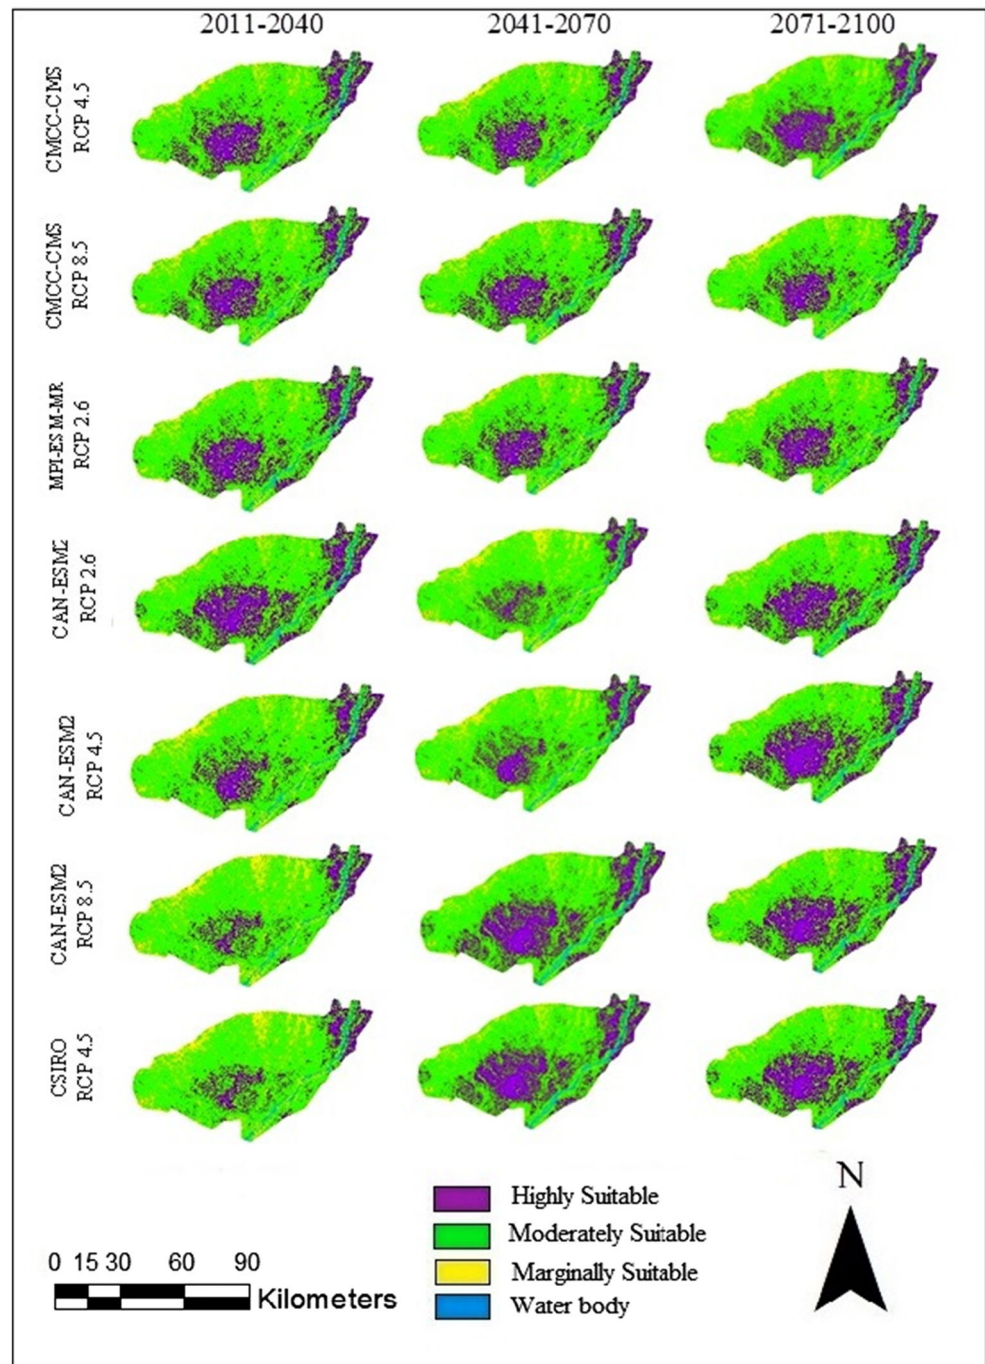 2011-2040 2041-2070 2071-2100
CMCC-CMS
RCP 4.5
CMCC-CMS
RCP 8.5
MPI-ESM-MR
RCP 2.6
CAN-ESM2
RCP 2.6
CAN-ESM2
RCP 4.5
CAN-ESM2
RCP 8.5
CSIRO
RCP 4.5
N
Highly Suitable
Moderately Suitable
Marginally Suitable
Water body
0 15 30 60 90
Kilometers